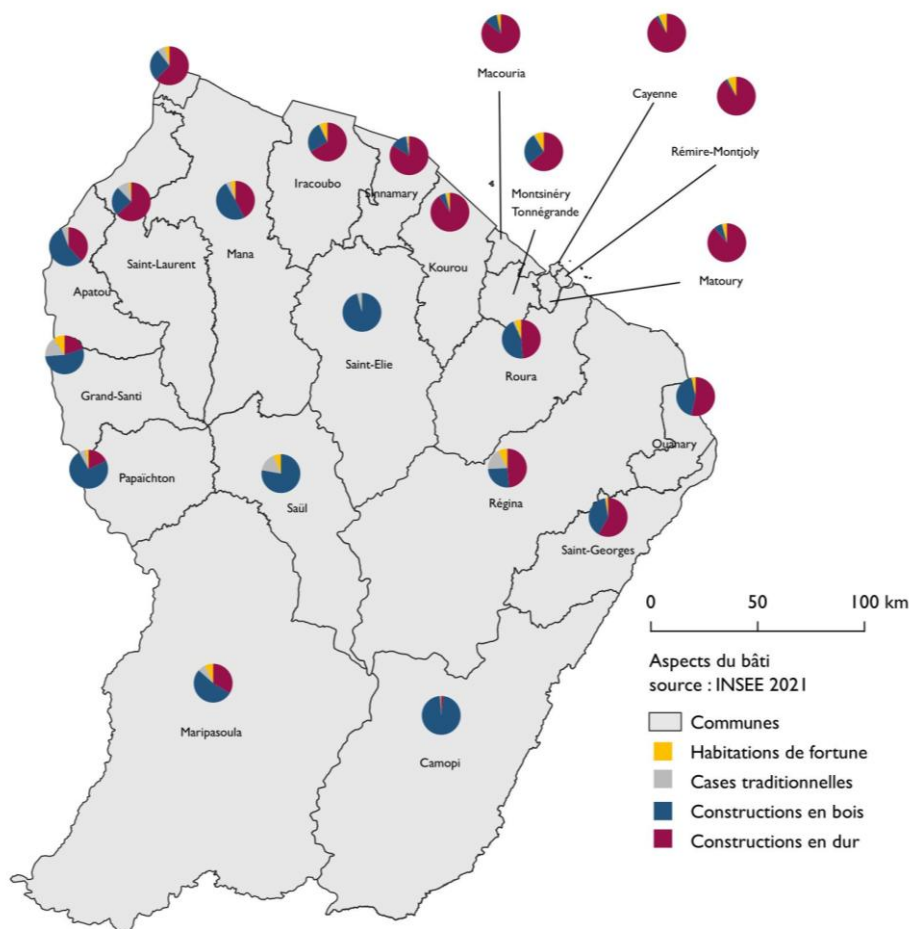 Macouria
Cayenne
Rémire-Montjoly
Montsinéry
Tonnégrande
Iracoubo
Sinnamary
Saint-Laurent
Mana
Kourou
Matoury
Apatou
Saint-Elie
Roura
Grand-Santi
Ouanary
Papaïchton
Saül
Régina
Saint-Georges
0 50 100 km
Aspects du bâti
source : INSEE 2021
Communes
Maripasoula
Habitations de fortune
Camopi
Cases traditionnelles
Constructions en bois
Constructions en dur